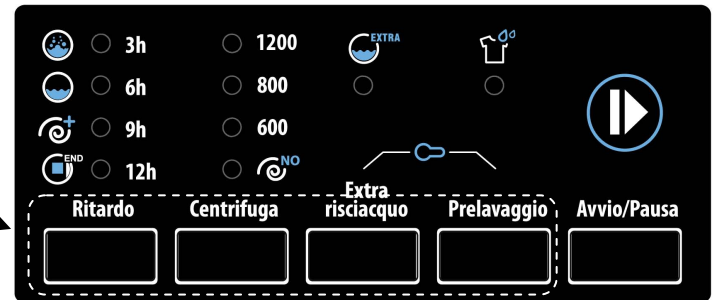 3h 1200 EXTRA
6h 800
9h 600
END 12h NO
Ritardo Centrifuga Extra risciacquo Prelavaggio Avvio/Pausa